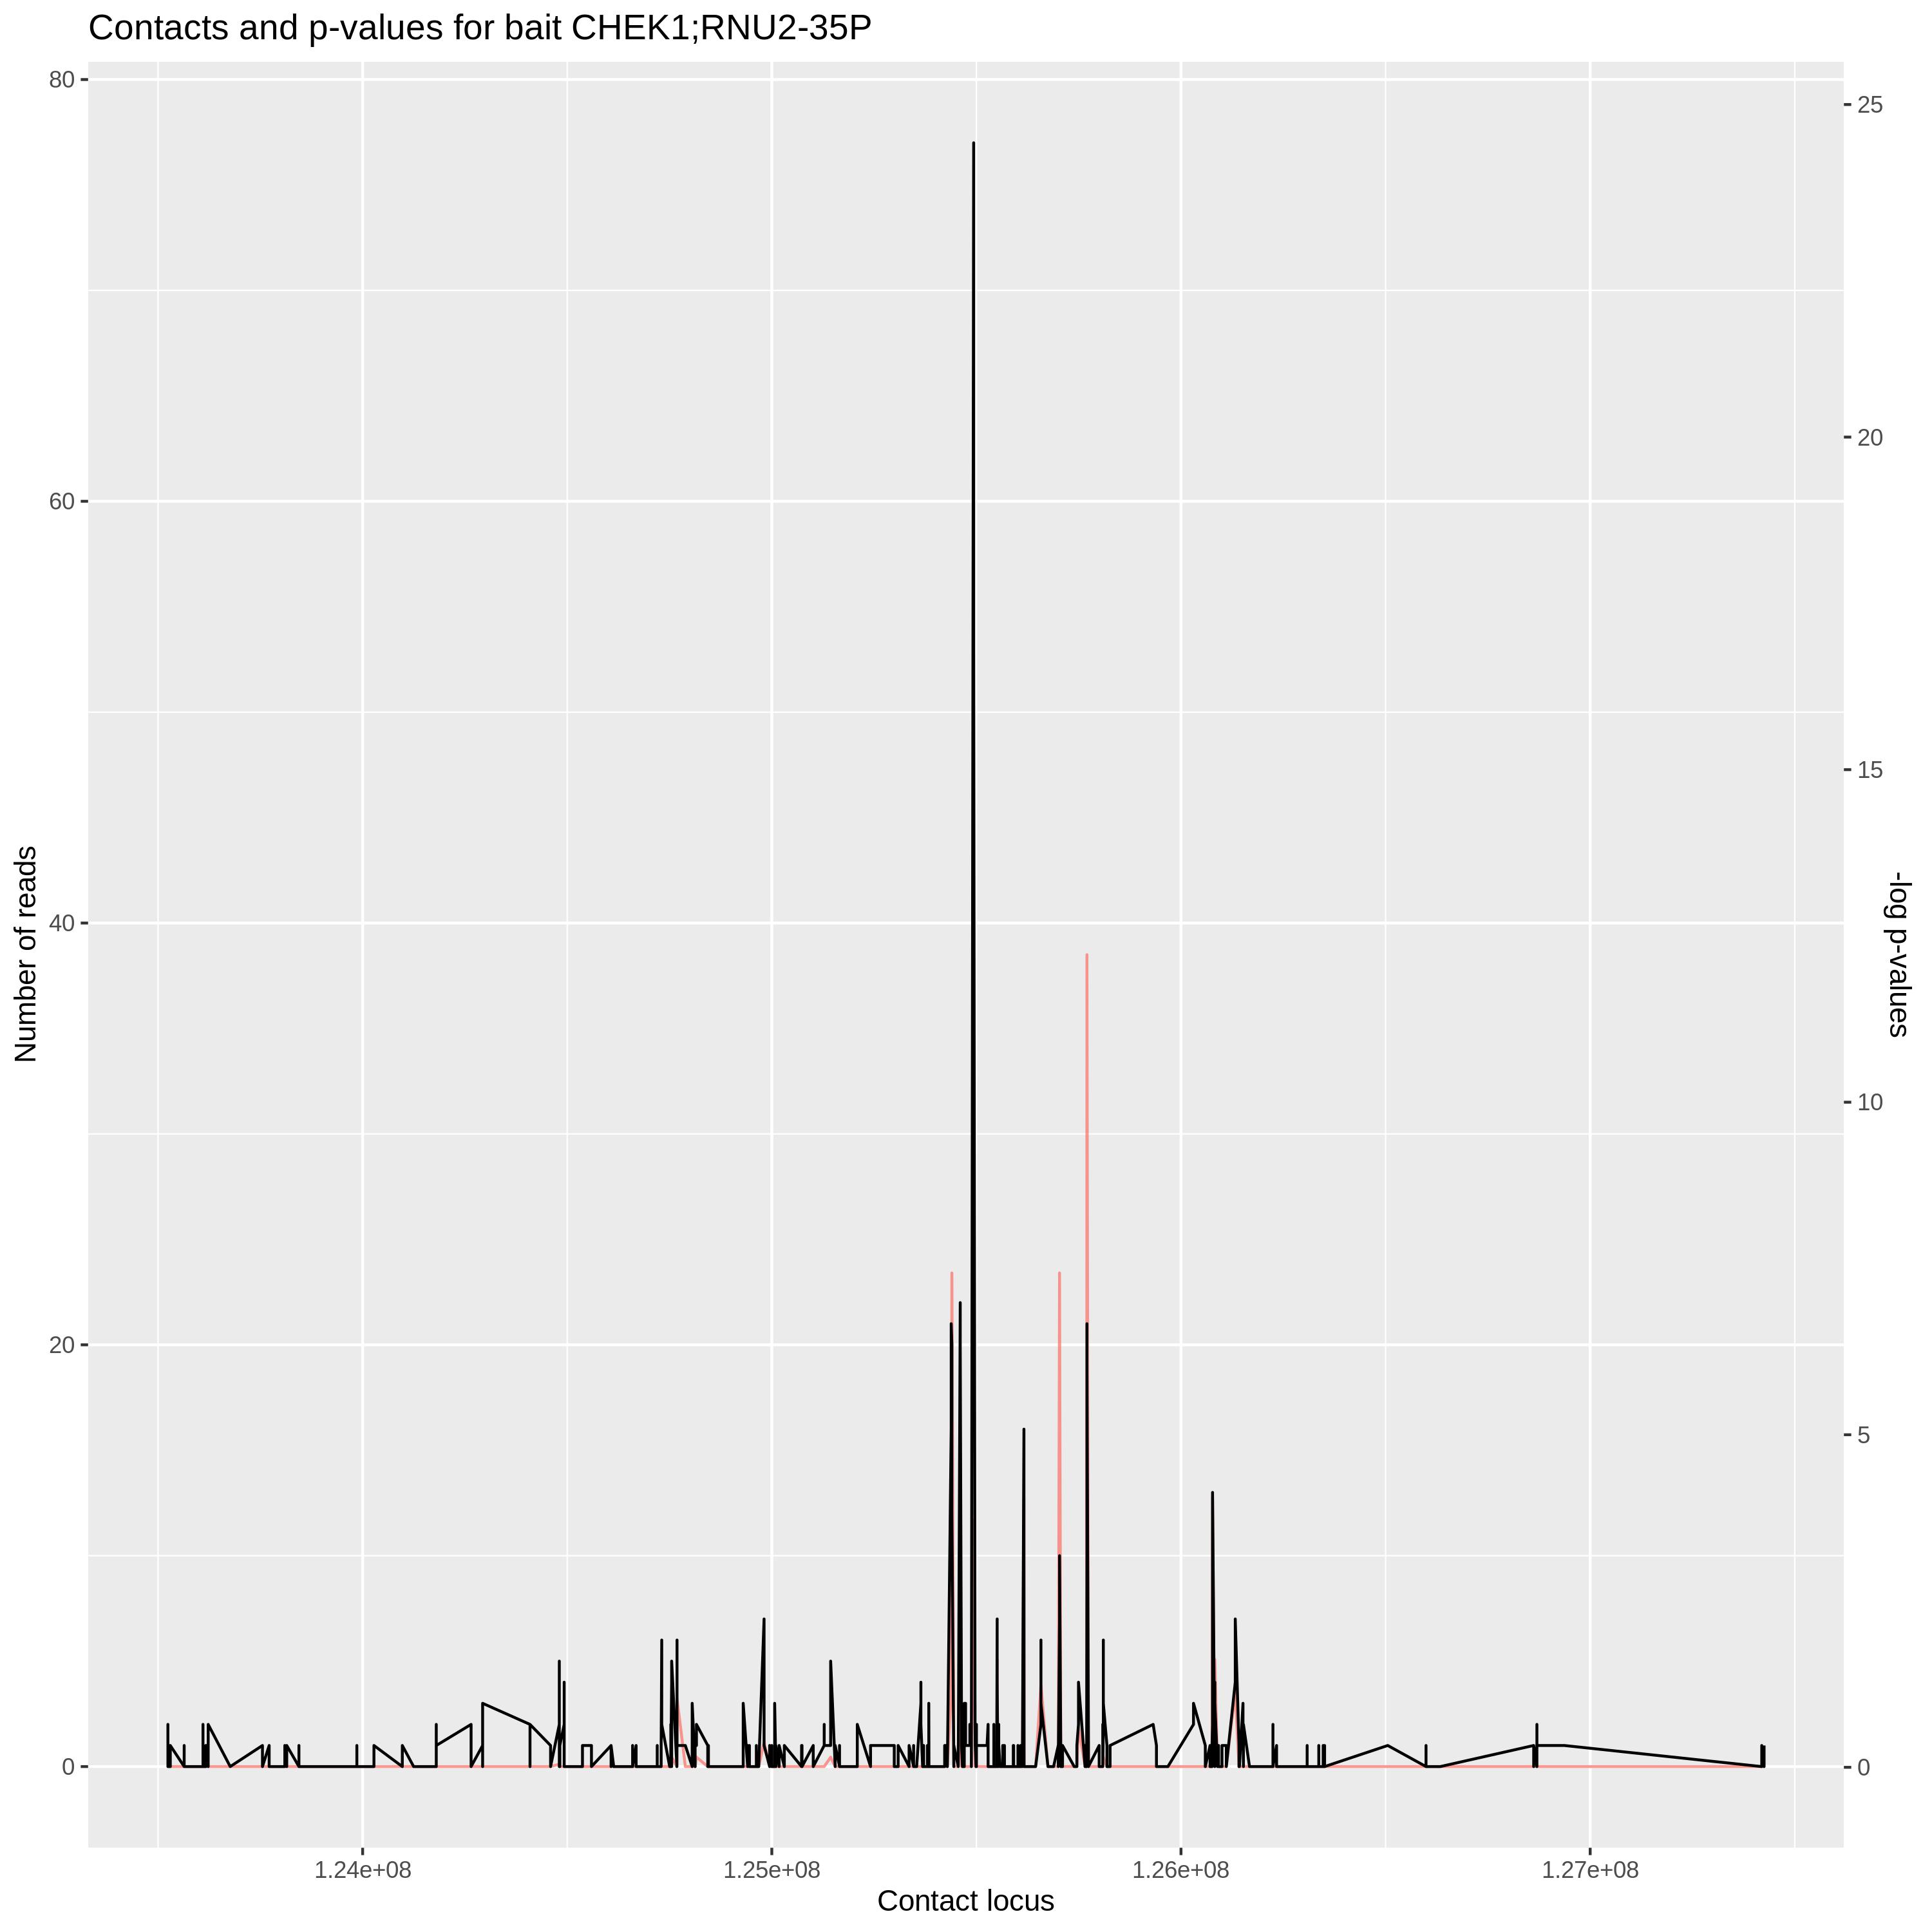 Contacts and p-values for bait CHEK1;RNU2-35P
80
60
40
20
0
25
20
15
10
5
0
Number of reads
-log p-values
1.24e+08
1.25e+08
1.26e+08
1.27e+08
Contact locus